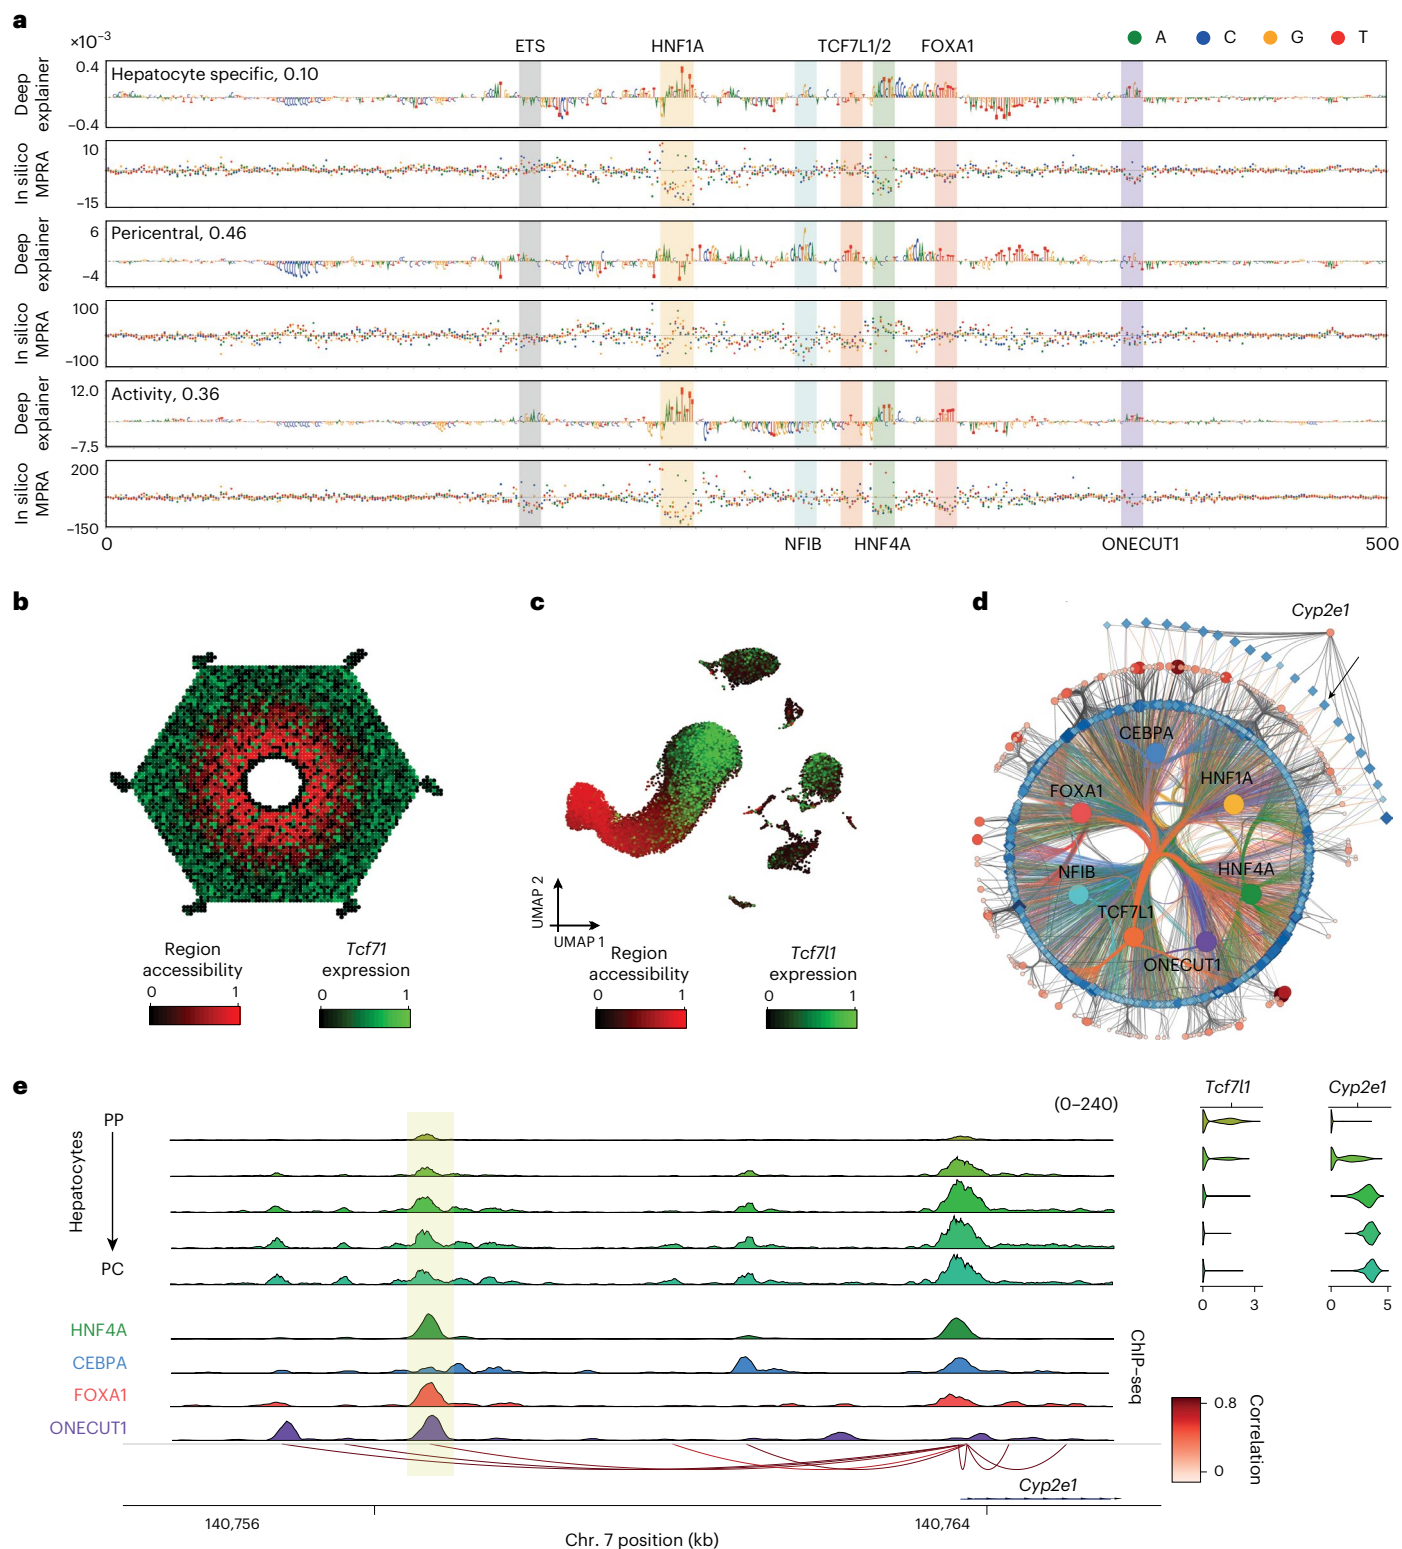 a
×10⁻³
ETS
HNF1A
TCF7L1/2
FOXA1
A
C
G
T
Deep
explainer
0.4
−0.4
Hepatocyte specific, 0.10
In silico
MPRA
10
−15
Deep
explainer
6
−4
Pericentral, 0.46
In silico
MPRA
100
−100
Deep
explainer
12.0
−7.5
Activity, 0.36
In silico
MPRA
200
−150
0
NFIB
HNF4A
ONECUT1
500
b
Region
accessibility
0
1
Tcf71
expression
0
1
c
UMAP 2
UMAP 1
Region
accessibility
0
1
Tcf7l1
expression
0
1
d
Cyp2e1
CEBPA
HNF1A
FOXA1
NFIB
HNF4A
TCF7L1
ONECUT1
e
(0–240)
Hepatocytes
PP
PC
Tcf7l1
Cyp2e1
0
3
0
5
HNF4A
CEBPA
FOXA1
ONECUT1
ChIP–seq
0.8
0
Correlation
Cyp2e1
140,756
140,764
Chr. 7 position (kb)